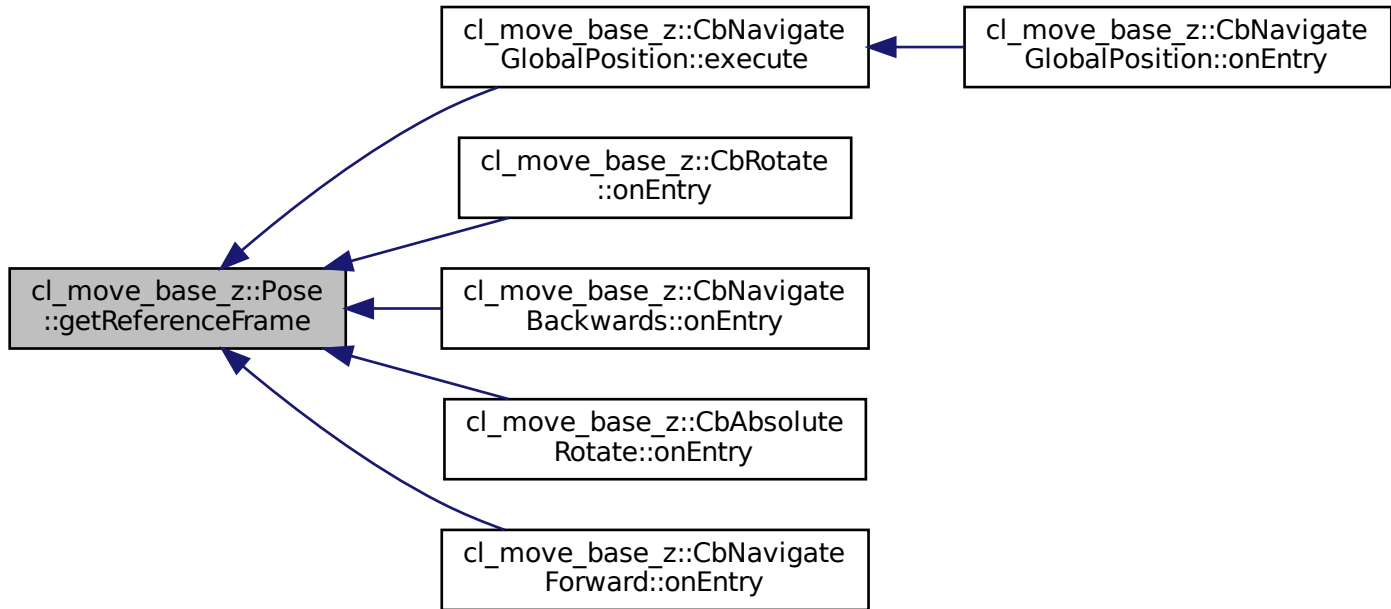 cl_move_base_z::CbNavigate
GlobalPosition::execute
cl_move_base_z::CbNavigate
GlobalPosition::onEntry
cl_move_base_z::CbRotate
::onEntry
cl_move_base_z::Pose
::getReferenceFrame
cl_move_base_z::CbNavigate
Backwards::onEntry
cl_move_base_z::CbAbsolute
Rotate::onEntry
cl_move_base_z::CbNavigate
Forward::onEntry